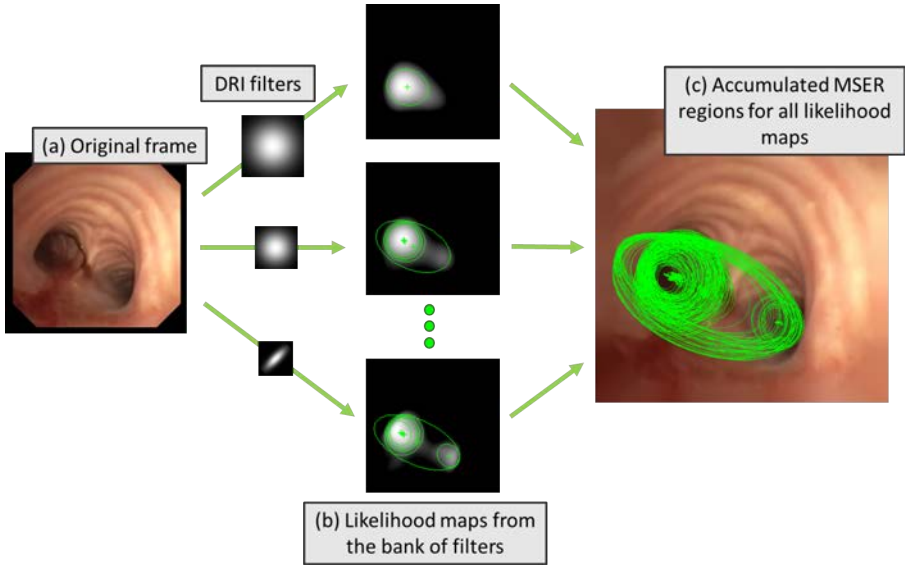 DRI filters
(a) Original frame
(c) Accumulated MSER
regions for all likelihood
maps
(b) Likelihood maps from
the bank of filters